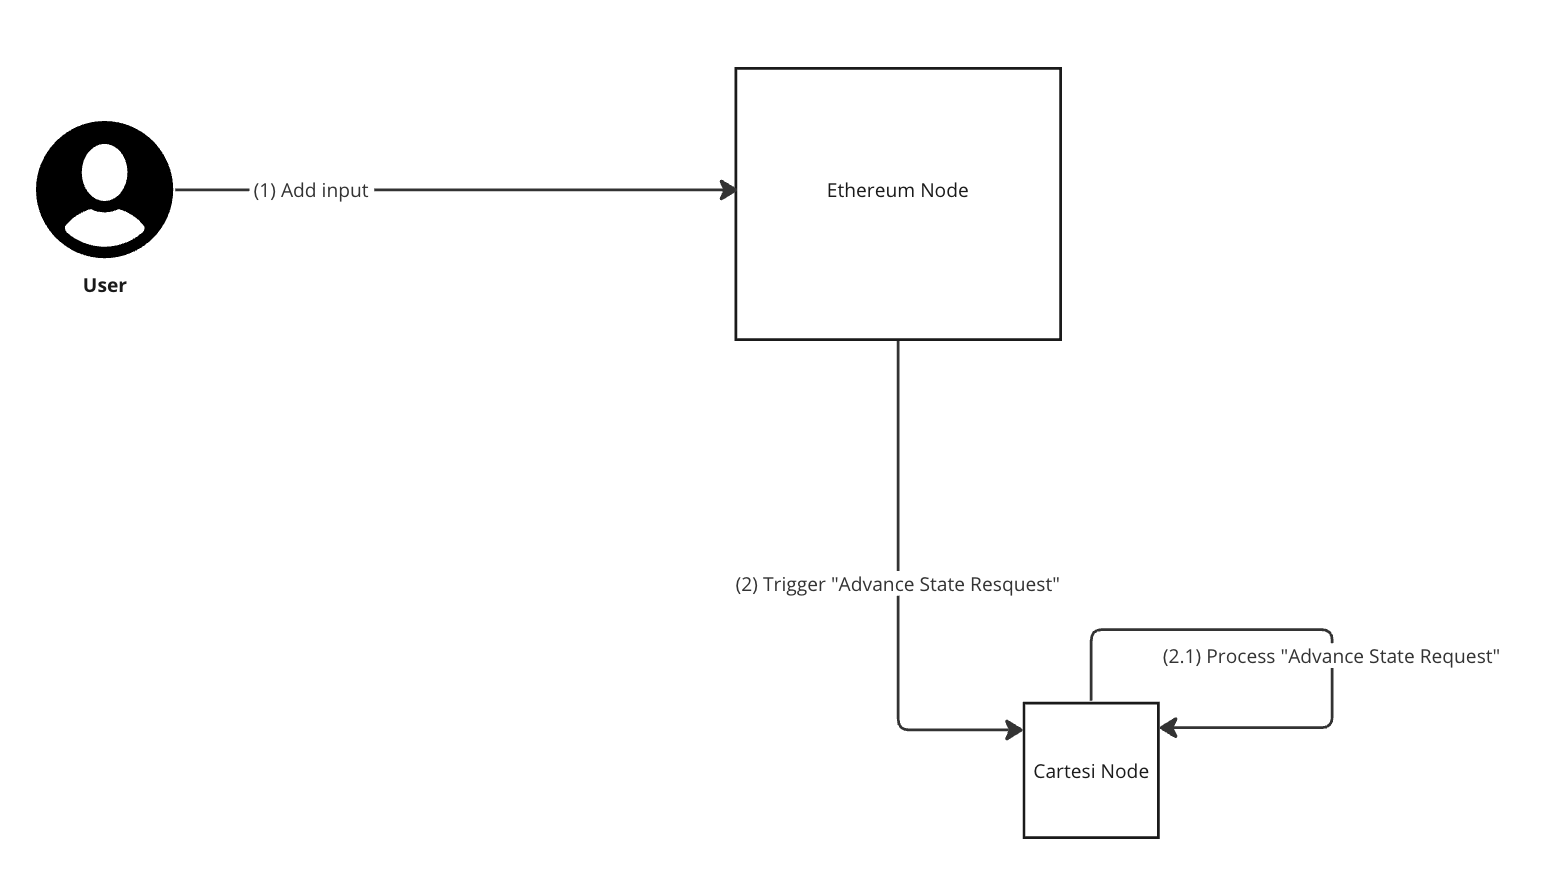 (1) Add input
Ethereum Node
User
(2) Trigger "Advance State Resquest"
(2.1) Process "Advance State Request"
Cartesi Node